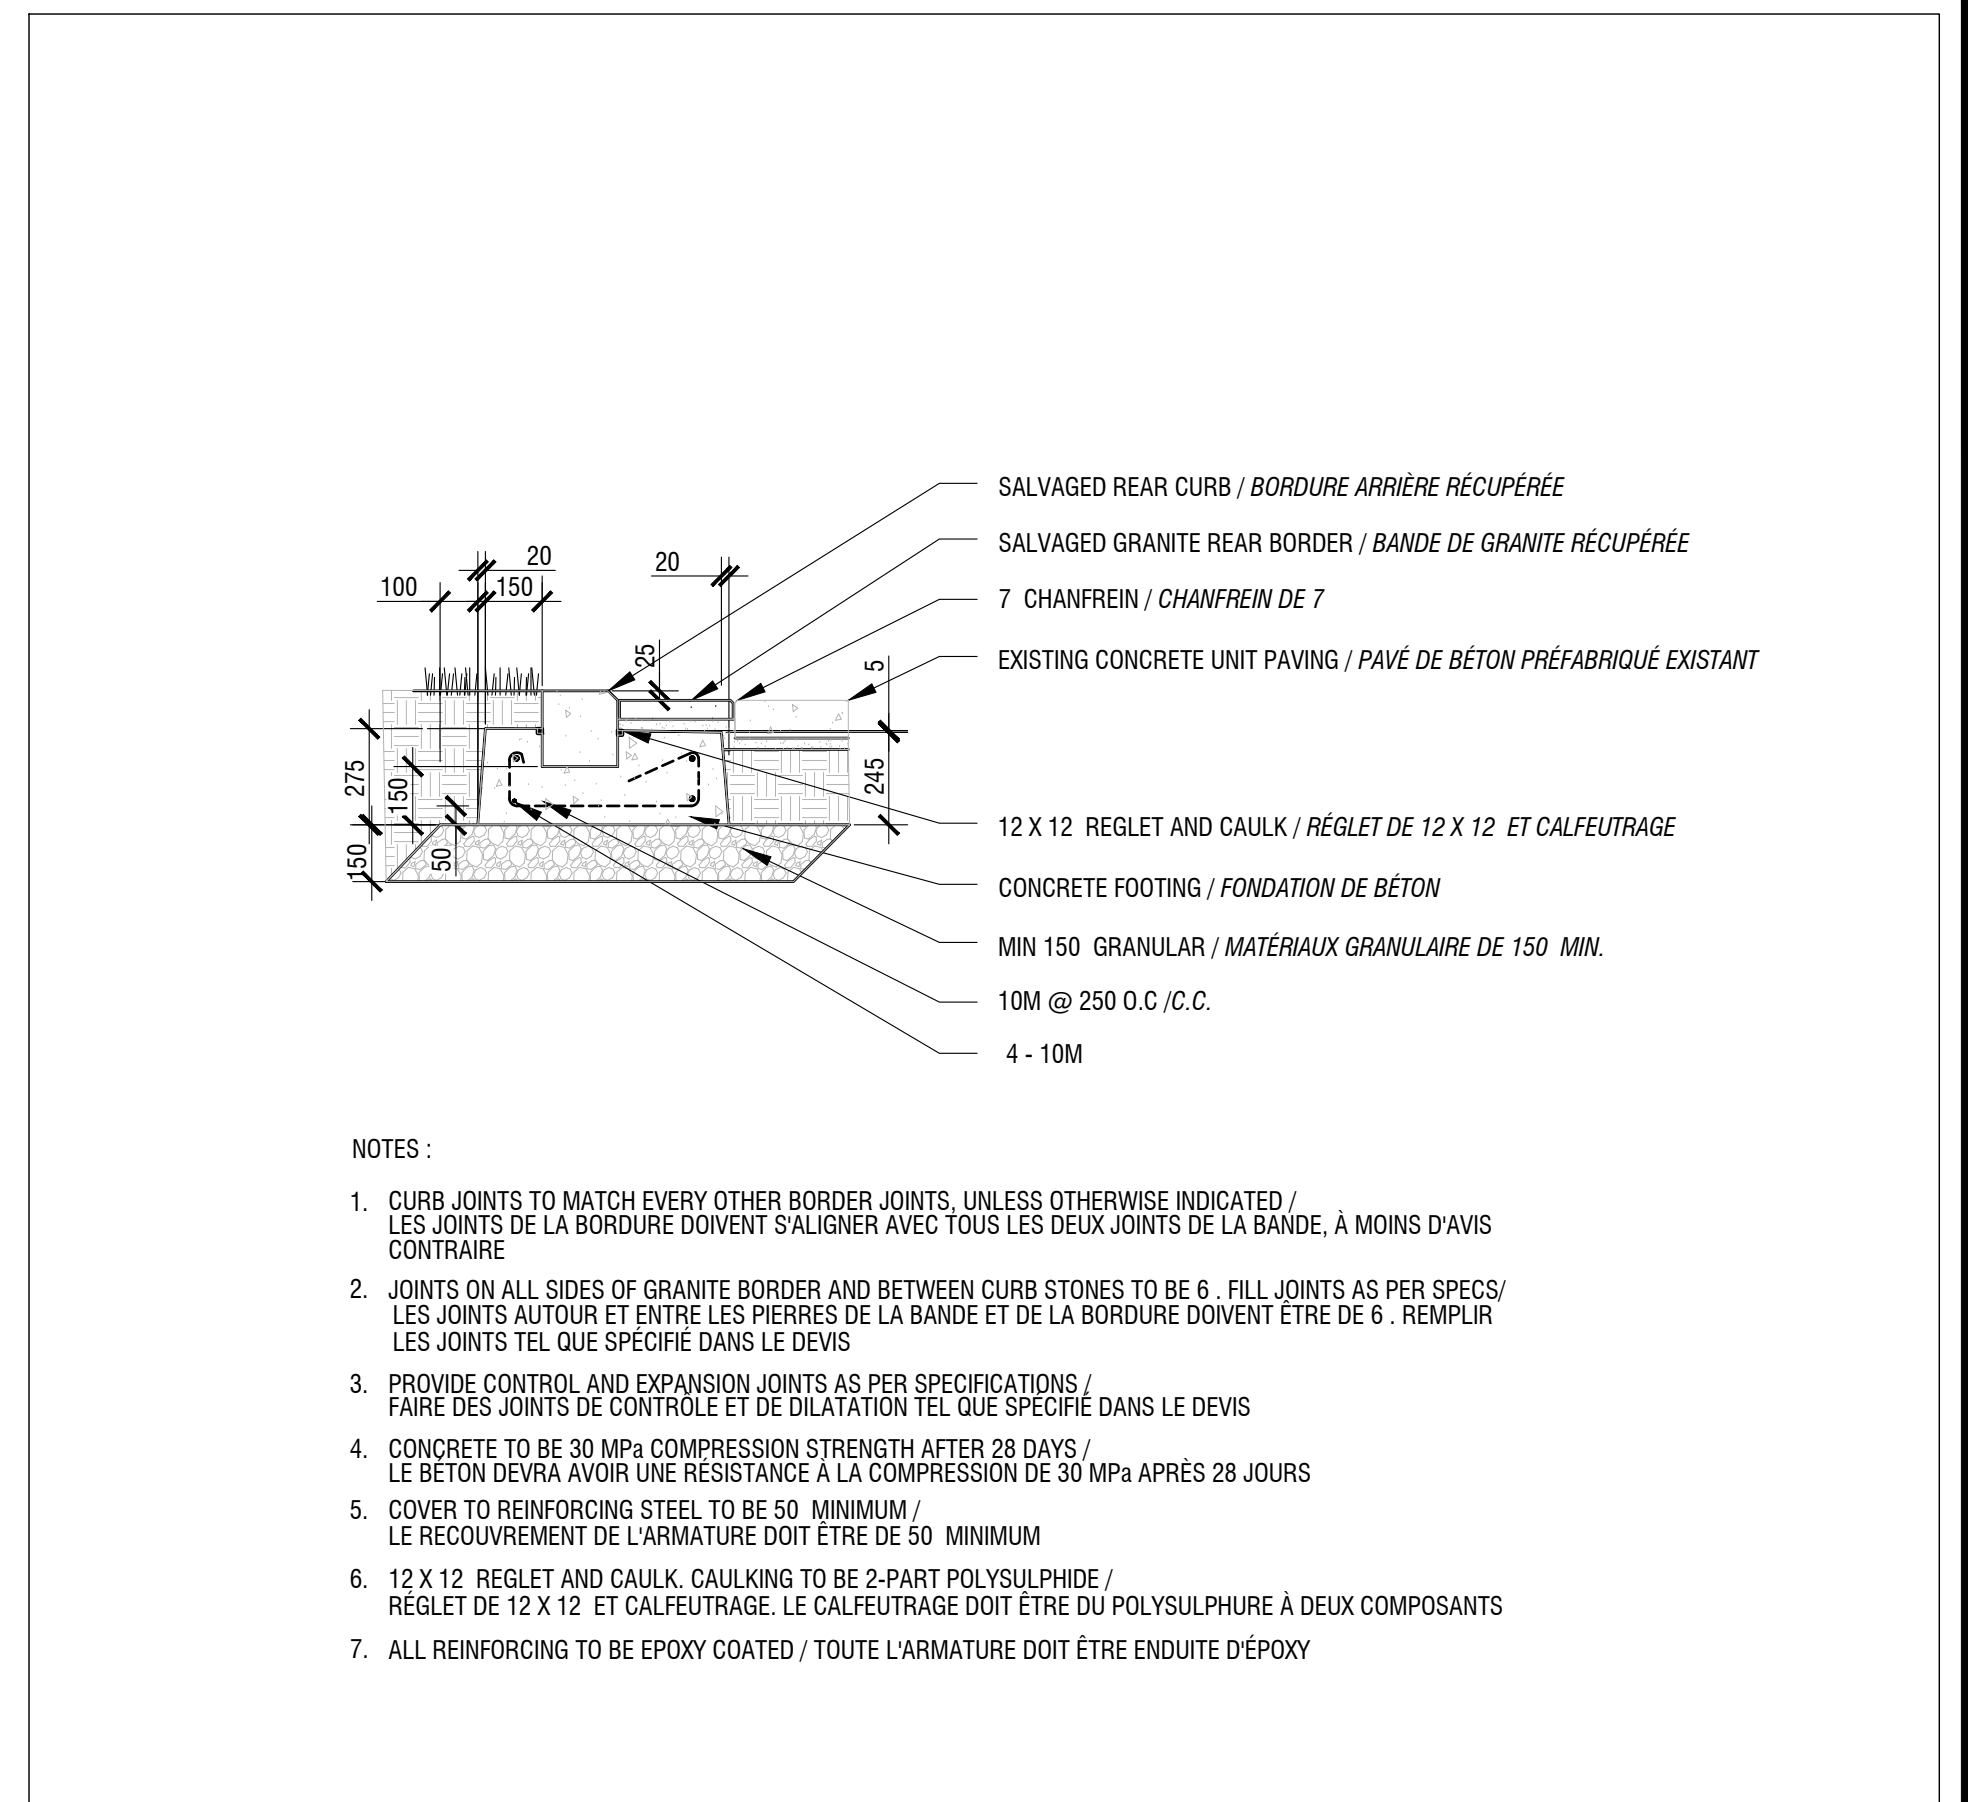 SALVAGED REAR CURB / BORDURE ARRIÈRE RÉCUPÉRÉE
SALVAGED GRANITE REAR BORDER / BANDE DE GRANITE RÉCUPÉRÉE
20
20
100
150
7 CHANFREIN / CHANFREIN DE 7
25
5
EXISTING CONCRETE UNIT PAVING / PAVÉ DE BÉTON PRÉFABRIQUÉ EXISTANT
275
150
245
12 X 12 REGLET AND CAULK / RÉGLET DE 12 X 12 ET CALFEUTRAGE
150
50
CONCRETE FOOTING / FONDATION DE BÉTON
MIN 150 GRANULAR / MATÉRIAUX GRANULAIRE DE 150 MIN.
10M @ 250 O.C /C.C.
4 - 10M
NOTES :
1. CURB JOINTS TO MATCH EVERY OTHER BORDER JOINTS, UNLESS OTHERWISE INDICATED /
LES JOINTS DE LA BORDURE DOIVENT S'ALIGNER AVEC TOUS LES DEUX JOINTS DE LA BANDE, À MOINS D'AVIS
CONTRAIRE
2. JOINTS ON ALL SIDES OF GRANITE BORDER AND BETWEEN CURB STONES TO BE 6 . FILL JOINTS AS PER SPECS/
LES JOINTS AUTOUR ET ENTRE LES PIERRES DE LA BANDE ET DE LA BORDURE DOIVENT ÊTRE DE 6 . REMPLIR
LES JOINTS TEL QUE SPÉCIFIÉ DANS LE DEVIS
3. PROVIDE CONTROL AND EXPANSION JOINTS AS PER SPECIFICATIONS /
FAIRE DES JOINTS DE CONTRÔLE ET DE DILATATION TEL QUE SPÉCIFIÉ DANS LE DEVIS
4. CONCRETE TO BE 30 MPa COMPRESSION STRENGTH AFTER 28 DAYS /
LE BÉTON DEVRA AVOIR UNE RÉSISTANCE À LA COMPRESSION DE 30 MPa APRÈS 28 JOURS
5. COVER TO REINFORCING STEEL TO BE 50 MINIMUM /
LE RECOUVREMENT DE L'ARMATURE DOIT ÊTRE DE 50 MINIMUM
6. 12 X 12 REGLET AND CAULK. CAULKING TO BE 2-PART POLYSULPHIDE /
RÉGLET DE 12 X 12 ET CALFEUTRAGE. LE CALFEUTRAGE DOIT ÊTRE DU POLYSULPHURE À DEUX COMPOSANTS
7. ALL REINFORCING TO BE EPOXY COATED / TOUTE L'ARMATURE DOIT ÊTRE ENDUITE D'ÉPOXY